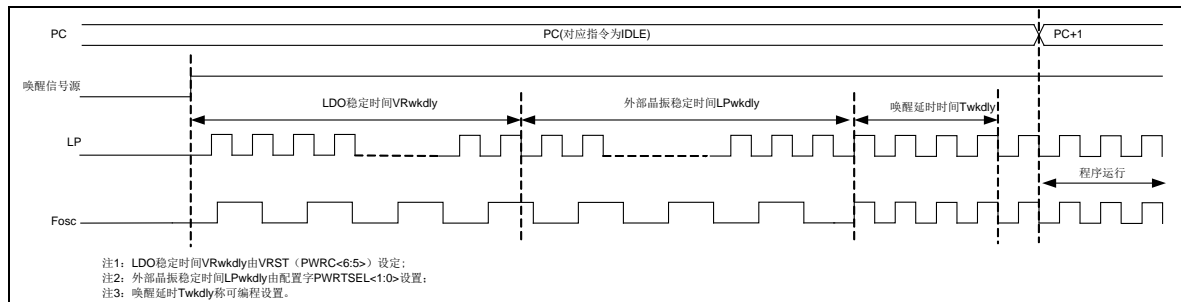 PC
PC(对应指令为IDLE)
PC+1
唤醒信号源
LDO稳定时间VRwkdly
外部晶振稳定时间LPwkdly
唤醒延时时间Twkdly
LP
程序运行
Fosc
注1：LDO稳定时间VRwkdly由VRST（PWRC<6:5>）设定；
注2：外部晶振稳定时间LPwkdly由配置字PWRTSEL<1:0>设置；
注3：唤醒延时Twkdly称可编程设置。